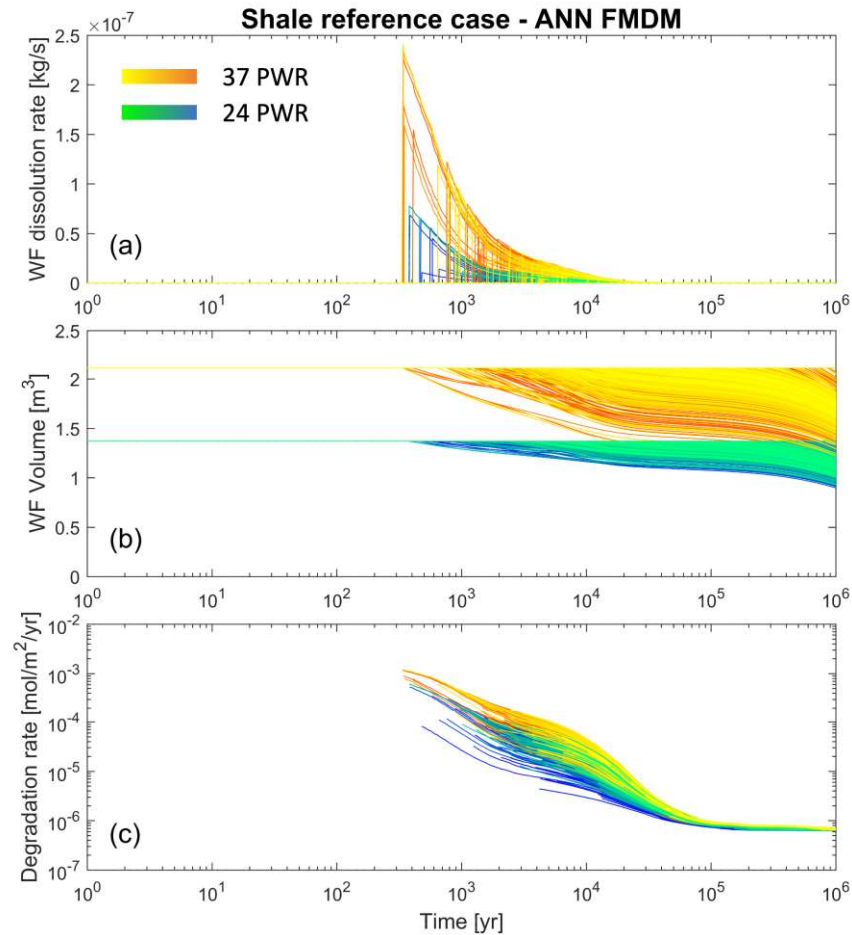 Shale reference case - ANN FMDM
×10⁻⁷
WF dissolution rate [kg/s]
2.5
2
1.5
1
0.5
0
37 PWR
24 PWR
(a)
10⁰ 10¹ 10² 10³ 10⁴ 10⁵ 10⁶
WF Volume [m³]
2.5
2
1.5
1
0.5
0
(b)
10⁰ 10¹ 10² 10³ 10⁴ 10⁵ 10⁶
Degradation rate [mol/m²/yr]
10⁻²
10⁻³
10⁻⁴
10⁻⁵
10⁻⁶
10⁻⁷
(c)
10⁰ 10¹ 10² 10³ 10⁴ 10⁵ 10⁶
Time [yr]